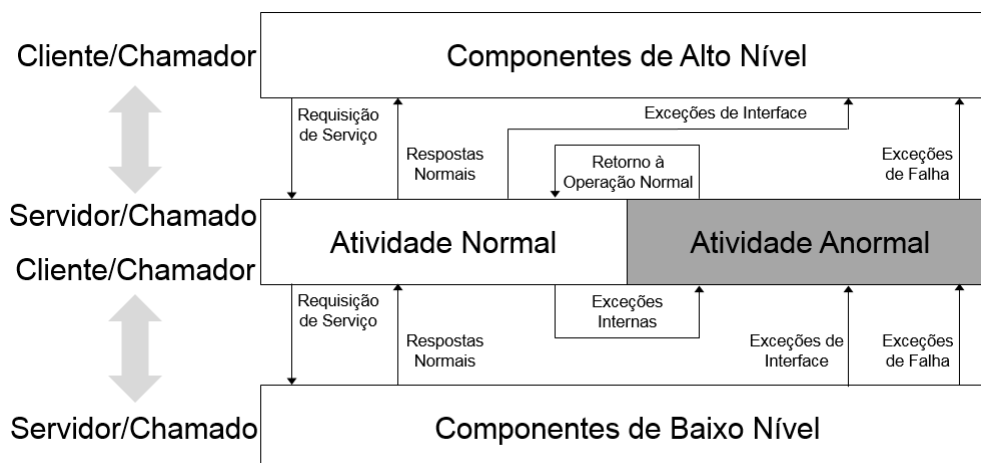 Cliente/Chamador
Componentes de Alto Nível
Requisição
de Serviço
Respostas
Normais
Exceções de Interface
Retorno à
Operação Normal
Exceções
de Falha
Servidor/Chamado
Cliente/Chamador
Atividade Normal
Atividade Anormal
Requisição
de Serviço
Respostas
Normais
Exceções
Internas
Exceções de
Interface
Exceções
de Falha
Servidor/Chamado
Componentes de Baixo Nível